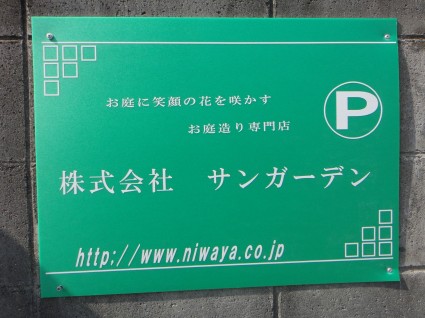 お庭に笑顔の花を咲かす
お庭造り専門店
P
株式会社　サンガーデン
http://www.niwaya.co.jp